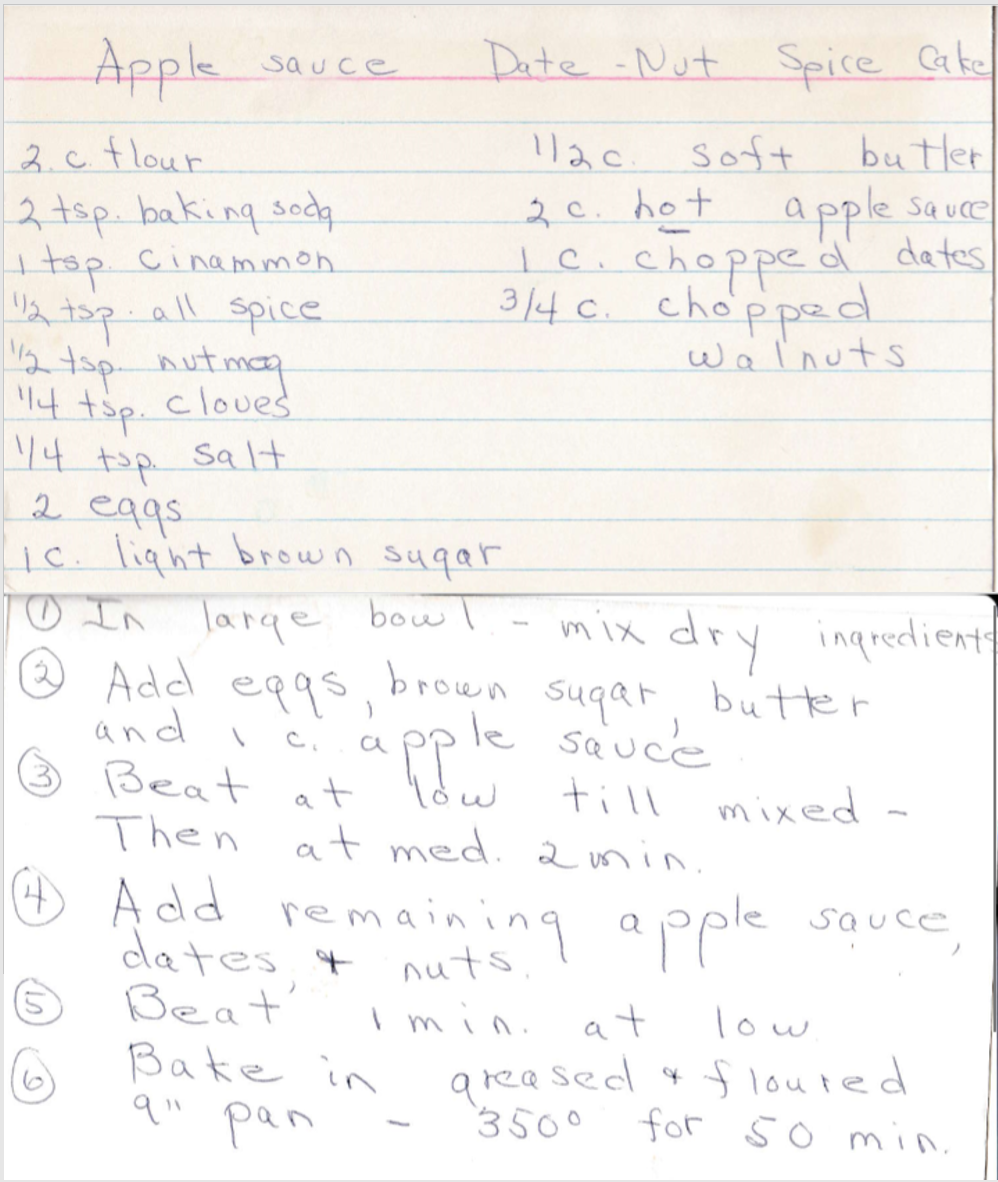 Apple sauce Date-Nut Spice Cake
2 c. flour
2 tsp. baking soda
1 tsp. cinammon
1/2 tsp. all spice
1/2 tsp. nutmeg
1/4 tsp. cloves
1/4 tsp. salt
2 eggs
1 c. light brown sugar
1/2 c. soft butter
2 c. hot apple sauce
1 c. chopped dates
3/4 c. chopped
walnuts
① In large bowl - mix dry ingredients
② Add eggs, brown sugar, butter
and 1 c. apple sauce
③ Beat at low till mixed -
Then at med. 2 min.
④ Add remaining apple sauce,
dates, & nuts.
⑤ Beat 1 min. at low
⑥ Bake in greased & floured
9" pan - 350° for 50 min.